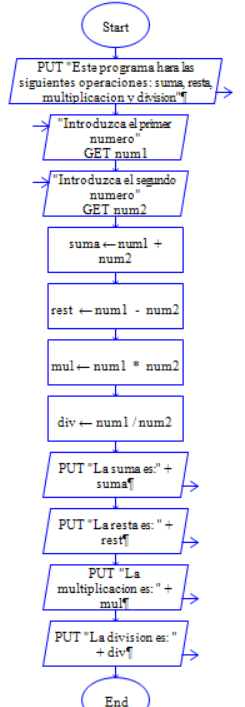 Start
PUT "Este programa hara las
siguientes operaciones: suma, resta,
multiplicacion y division"¶
"Introduzca el primer
numero"
GET num1
"Introduzca el segundo
numero"
GET num2
suma ← num1 +
num2
rest ← num1 - num2
mul ← num1 * num2
div ← num1 / num2
PUT "La suma es:" +
suma¶
PUT "La resta es: " +
rest¶
PUT "La
multiplicacion es: " +
mul¶
PUT "La division es: "
+ div¶
End